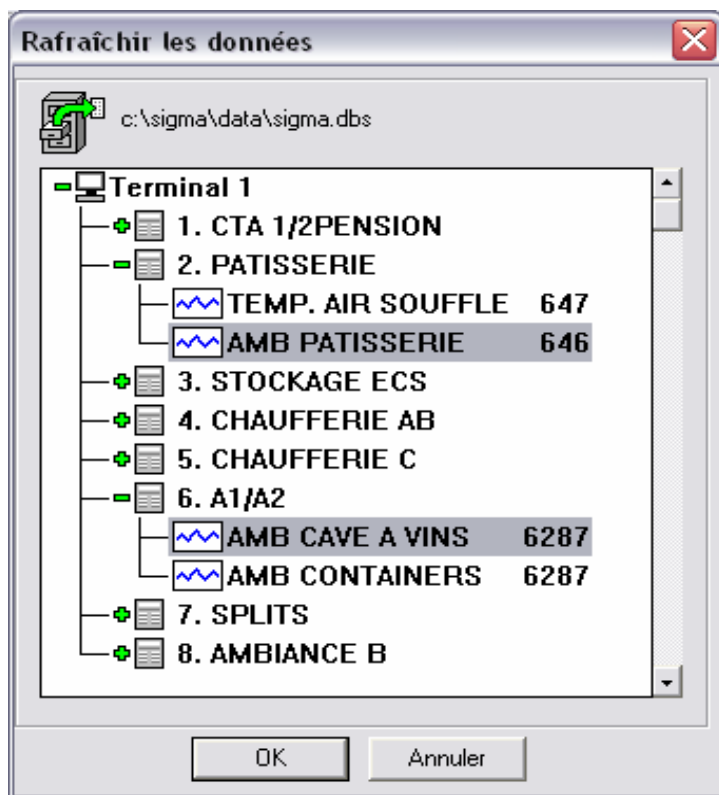 Rafraîchir les données
c:\sigma\data\sigma.dbs
Terminal 1
1. CTA 1/2PENSION
2. PATISSERIE
TEMP. AIR SOUFFLE 647
AMB PATISSERIE 646
3. STOCKAGE ECS
4. CHAUFFERIE AB
5. CHAUFFERIE C
6. A1/A2
AMB CAVE A VINS 6287
AMB CONTAINERS 6287
7. SPLITS
8. AMBIANCE B
OK Annuler